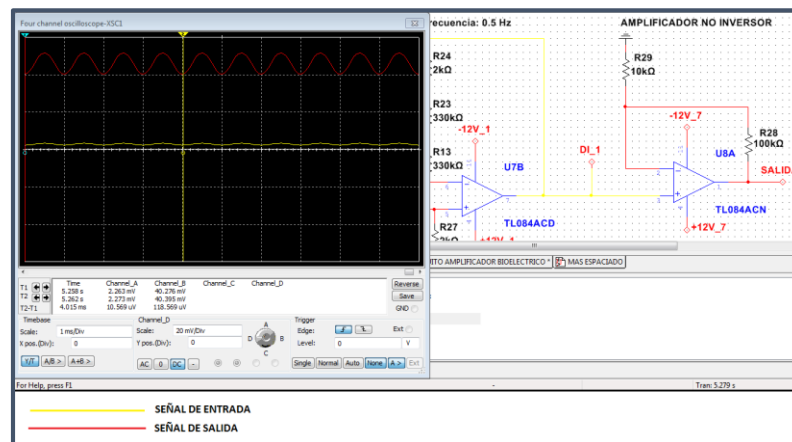 Four channel oscilloscope-XSC1
recuencia: 0.5 Hz
AMPLIFICADOR NO INVERSOR
R24
2kΩ
R29
10kΩ
R23
330kΩ
-12V_1
-12V_7
R13
330kΩ
U7B
DI_1
U8A
R28
100kΩ
SALIDA
TL084ACD
TL084ACN
R27
2kΩ
+12V_1
+12V_7
ITO AMPLIFICADOR BIOELECTRICO *
MAS ESPACIADO
Time Channel_A Channel_B Channel_C Channel_D
T1 5.258 s 2.263 mV 40.276 mV
T2 5.262 s 2.273 mV 40.395 mV
T2-T1 4.015 ms 10.569 uV 118.569 uV
Reverse
Save
GND
Timebase
Scale: 1 ms/Div
X pos.(Div): 0
Y/T A/B > A+B >
Channel_D
Scale: 20 mV/Div
Y pos.(Div): 0
AC 0 DC -
A
D B
C
Trigger
Edge: Ext
Level: 0 V
Single Normal Auto None A > Ext
For Help, press F1
- Tran: 5.279 s -
SEÑAL DE ENTRADA
SEÑAL DE SALIDA